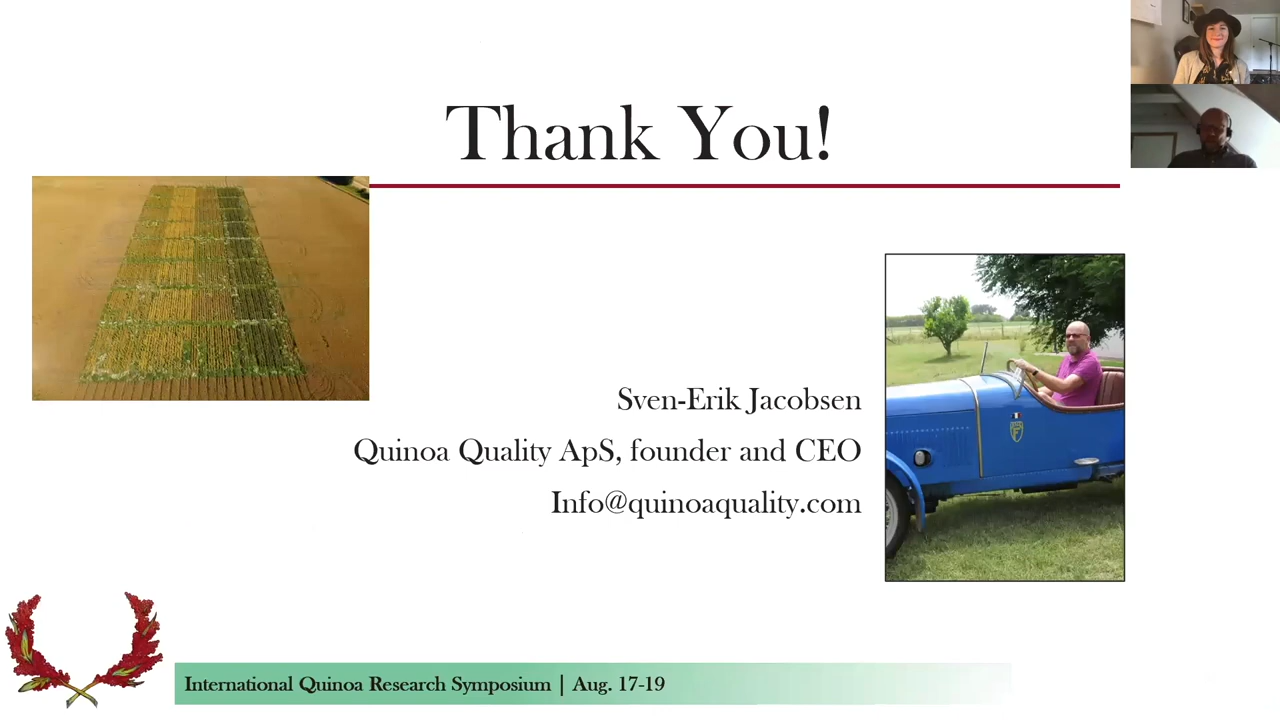 Thank You!
Sven-Erik Jacobsen
Quinoa Quality ApS, founder and CEO
Info@quinoaquality.com
International Quinoa Research Symposium | Aug. 17-19